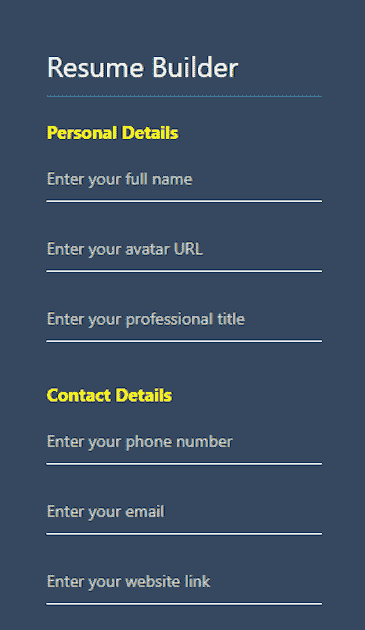 Resume Builder
Personal Details
Enter your full name
Enter your avatar URL
Enter your professional title
Contact Details
Enter your phone number
Enter your email
Enter your website link